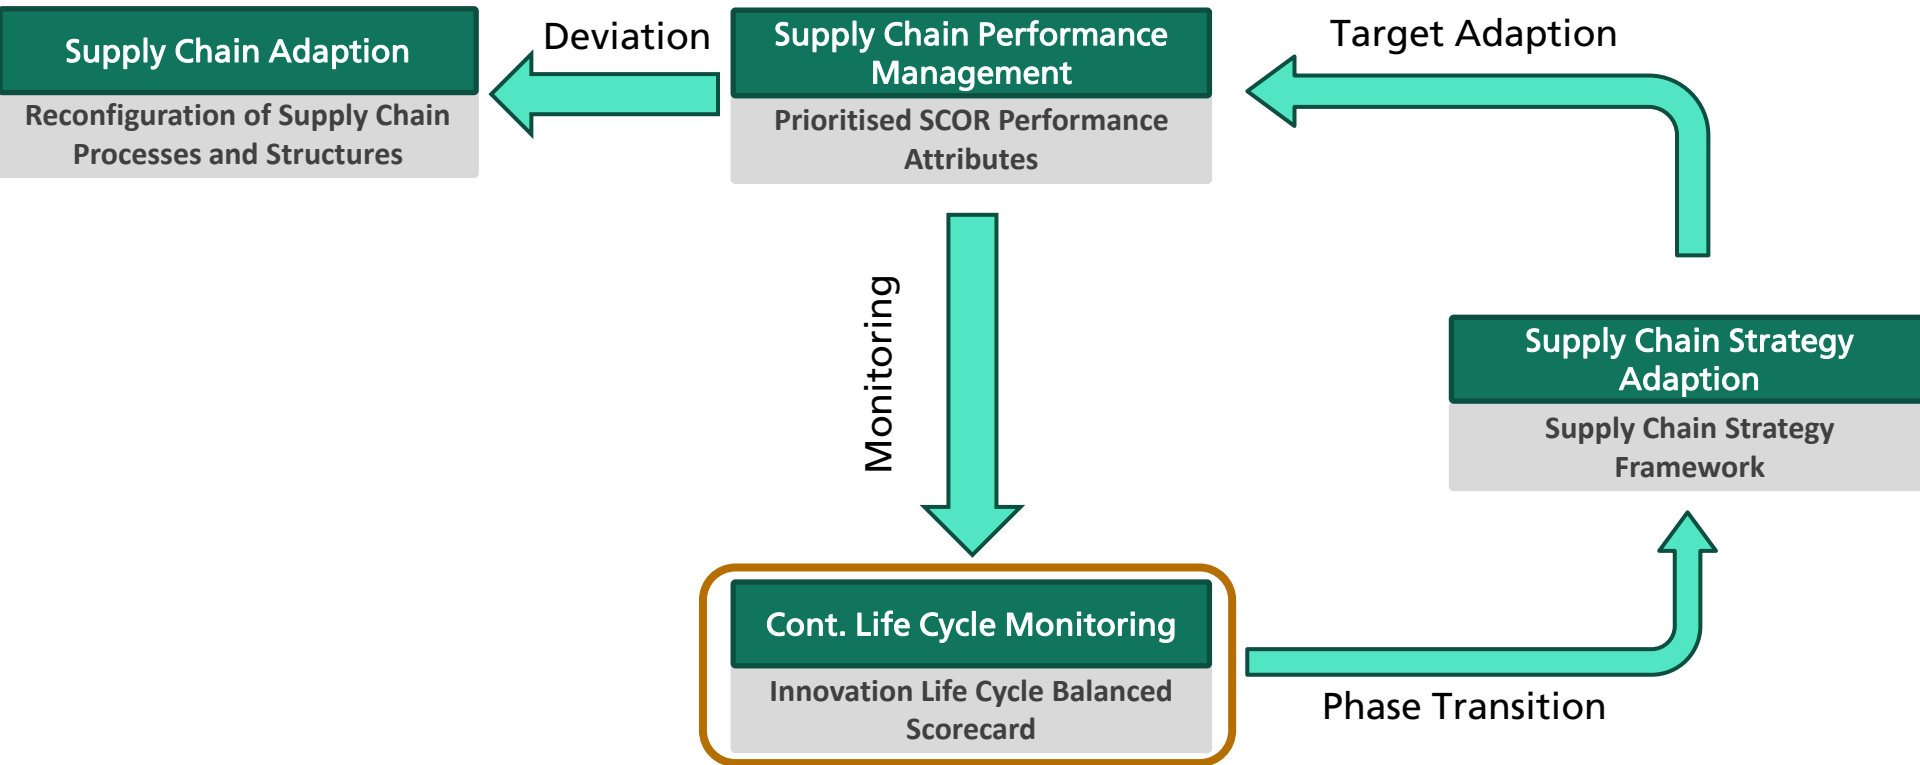 Supply Chain Adaption
Reconfiguration of Supply Chain
Processes and Structures
Deviation
Supply Chain Performance
Management
Prioritised SCOR Performance
Attributes
Target Adaption
Monitoring
Supply Chain Strategy
Adaption
Supply Chain Strategy
Framework
Cont. Life Cycle Monitoring
Innovation Life Cycle Balanced
Scorecard
Phase Transition